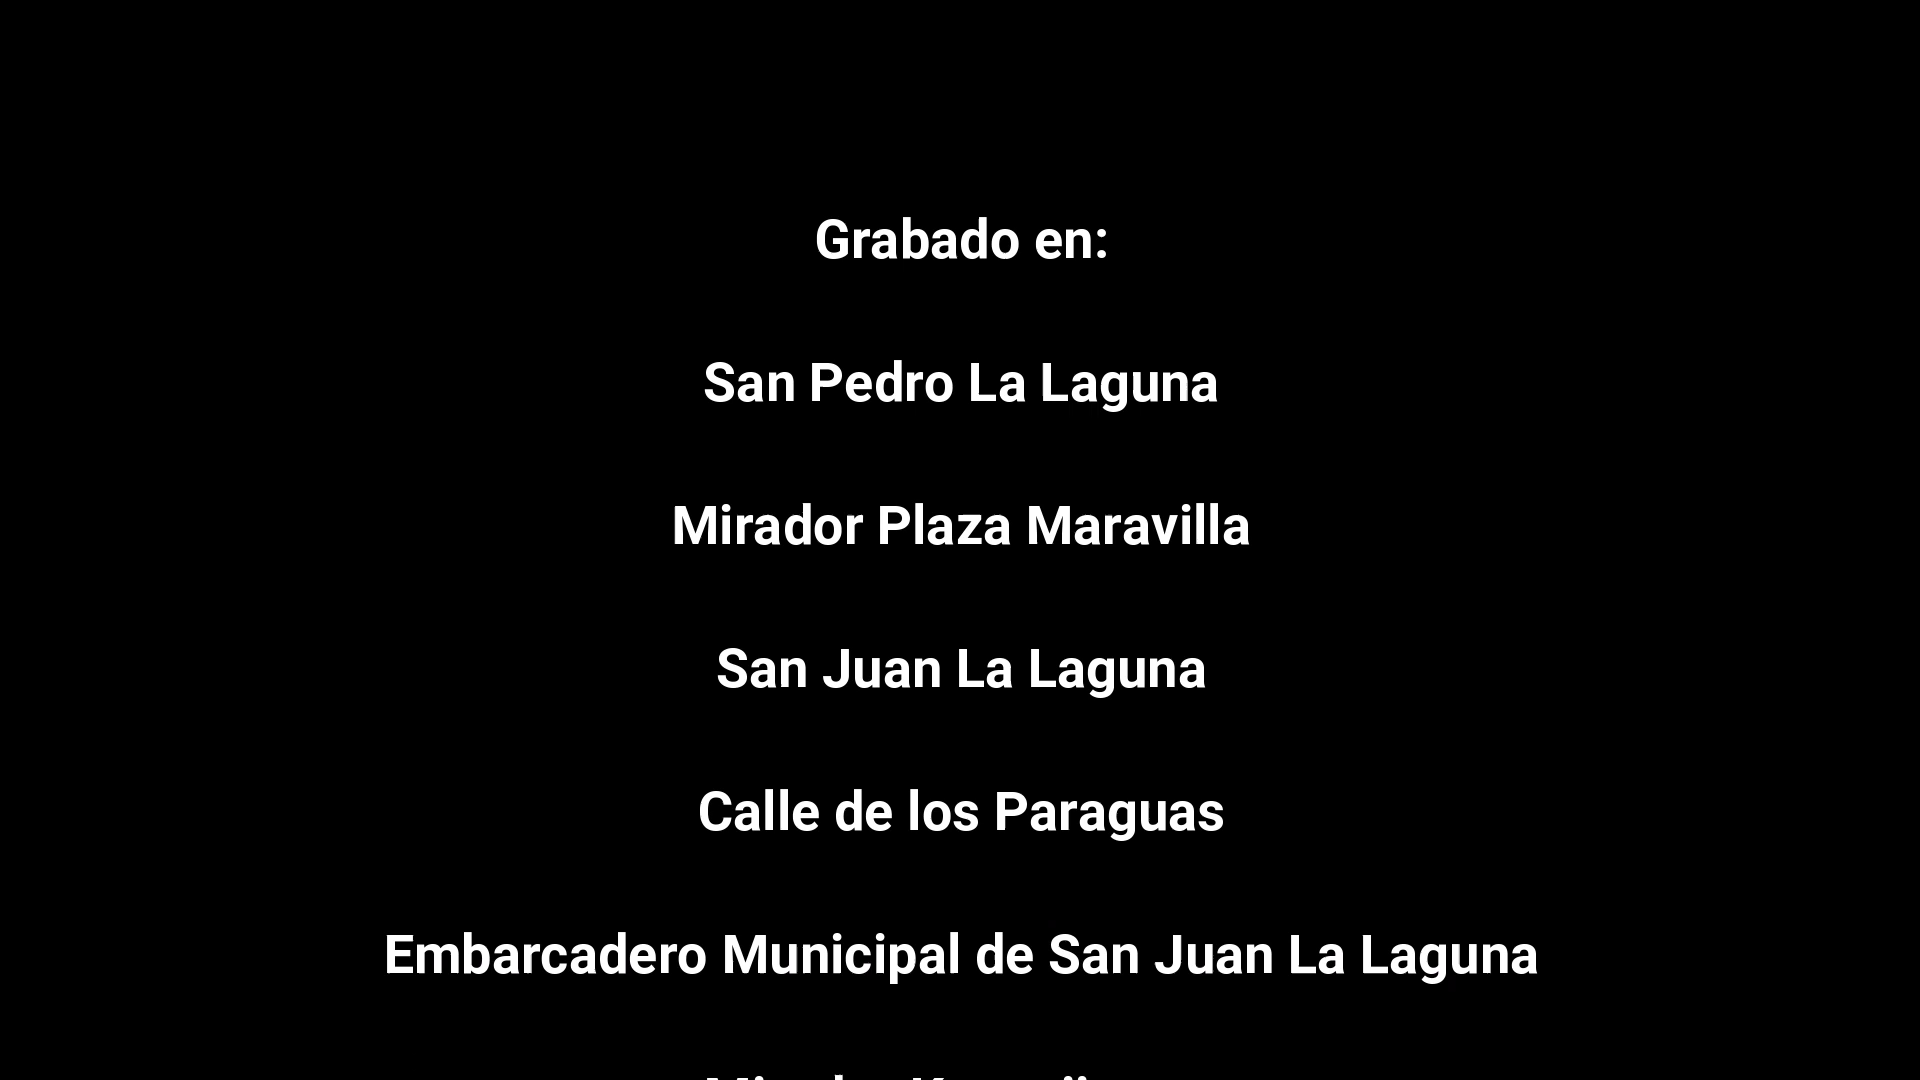 Grabado en:
San Pedro La Laguna
Mirador Plaza Maravilla
San Juan La Laguna
Calle de los Paraguas
Embarcadero Municipal de San Juan La Laguna